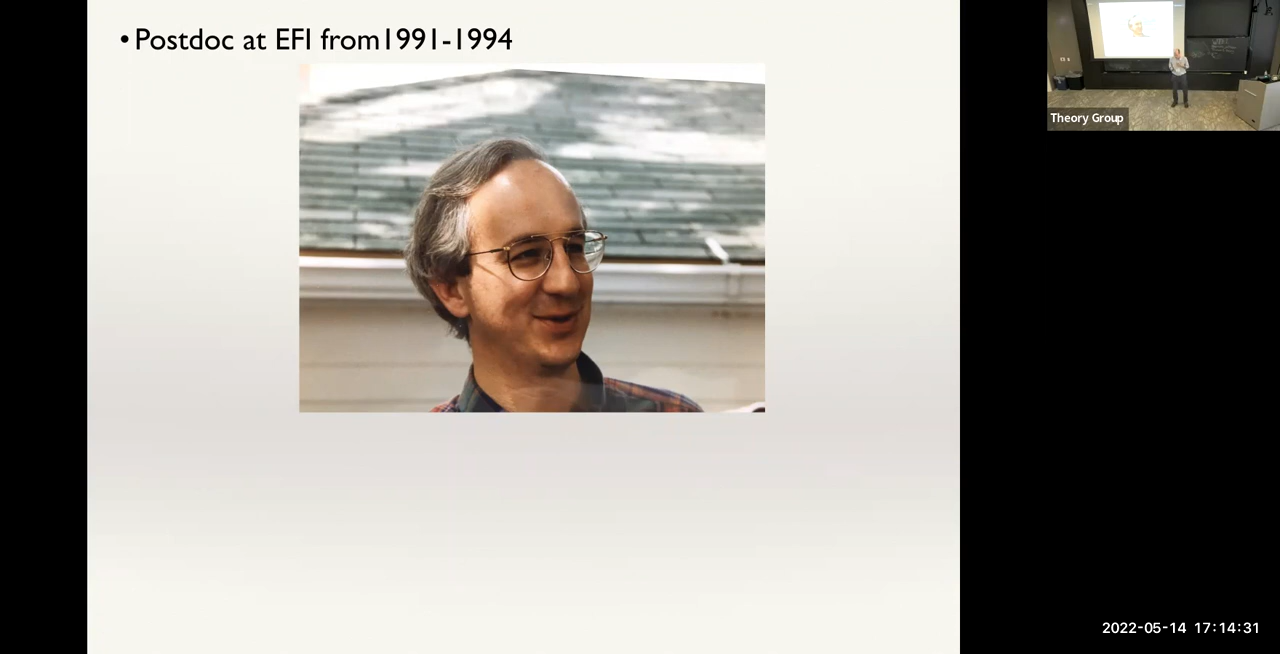 • Postdoc at EFI from1991-1994
Theory Group
2022-05-14 17:14:31